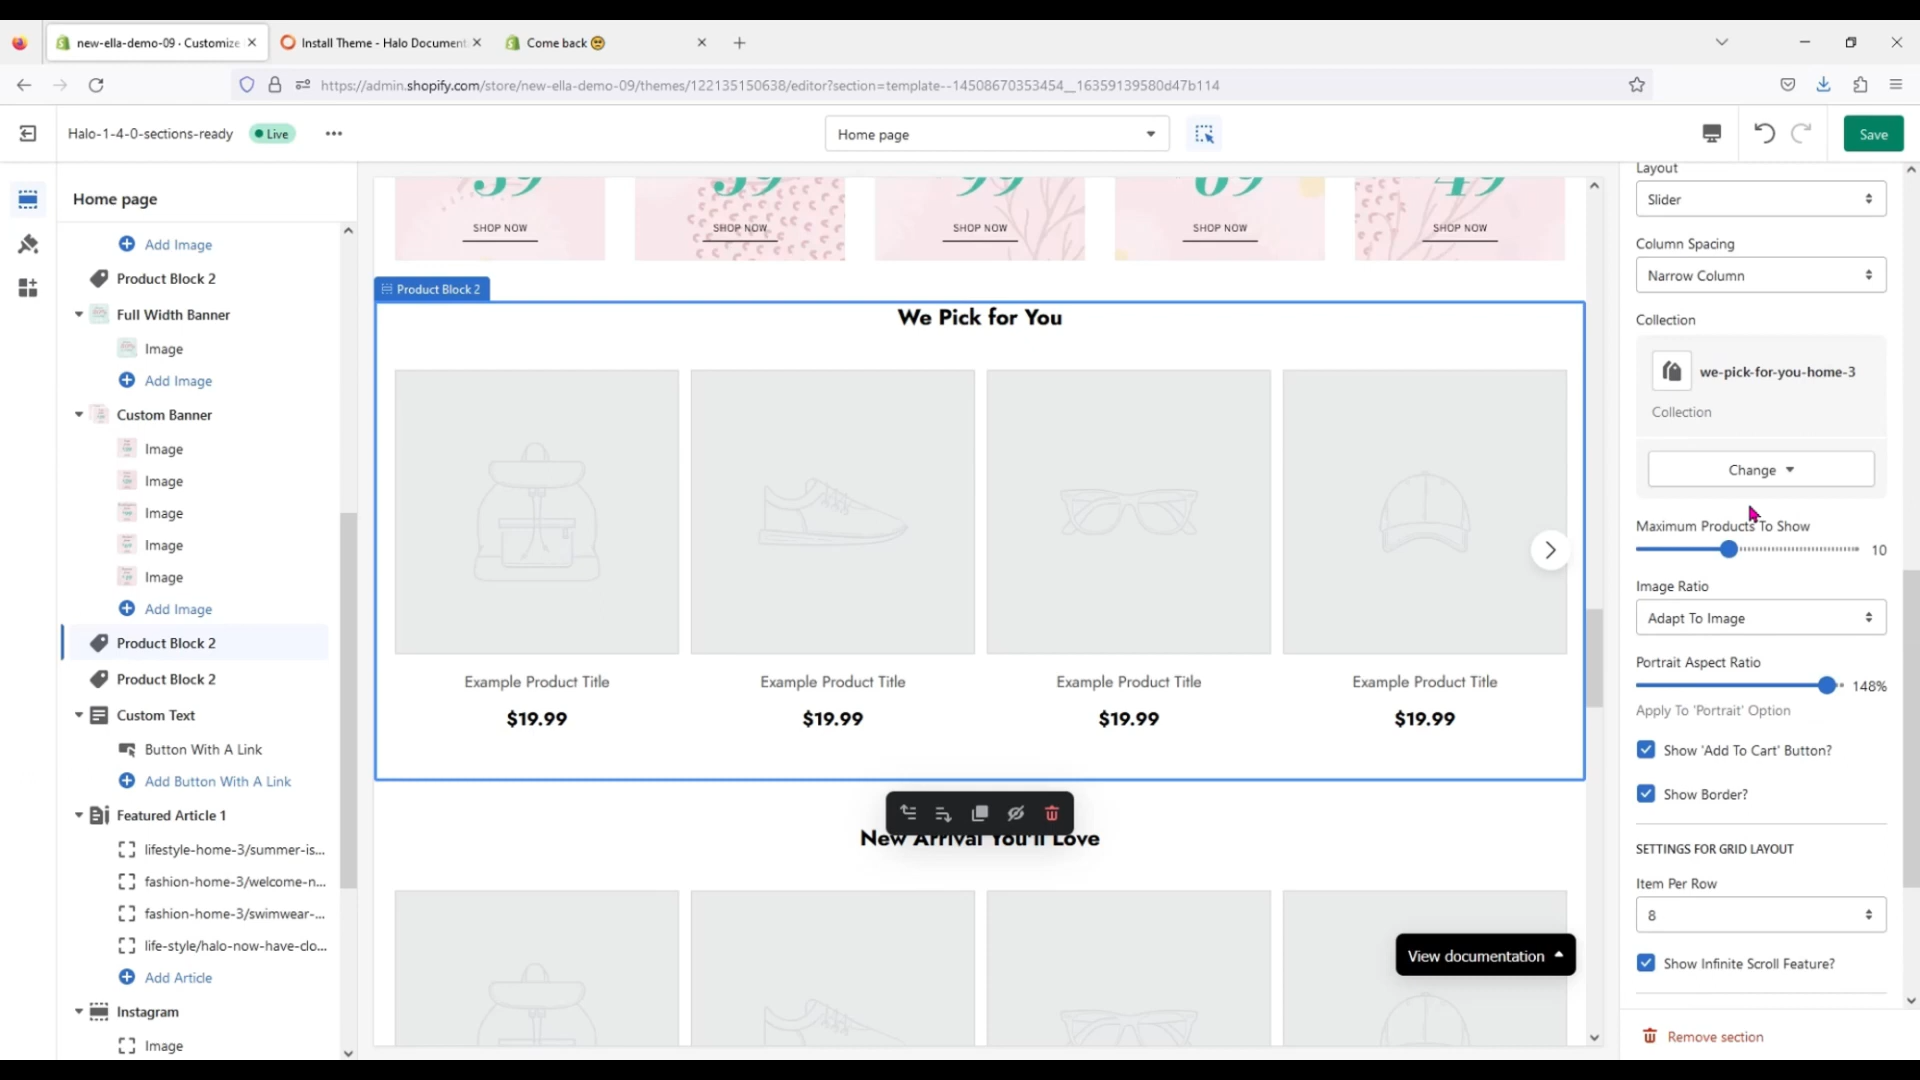 new-ella-demo-09 · Customize
Install Theme - Halo Document
Come back 🥺
https://admin.shopify.com/store/new-ella-demo-09/themes/122135150638/editor?section=template--14508670353454__16359139580d47b114
Halo-1-4-0-sections-ready
Live
Home page
Save
Home page
Add Image
Product Block 2
Full Width Banner
Image
Add Image
Custom Banner
Image
Image
Image
Image
Image
Add Image
Product Block 2
Product Block 2
Custom Text
Button With A Link
Add Button With A Link
Featured Article 1
lifestyle-home-3/summer-is...
fashion-home-3/welcome-n...
fashion-home-3/swimwear-...
life-style/halo-now-have-clo...
Add Article
Instagram
Image
59 59 99 69 49
SHOP NOW SHOP NOW SHOP NOW SHOP NOW SHOP NOW
Product Block 2
We Pick for You
Example Product Title Example Product Title Example Product Title Example Product Title
$19.99 $19.99 $19.99 $19.99
New Arrival You'll Love
View documentation
Layout
Slider
Column Spacing
Narrow Column
Collection
we-pick-for-you-home-3
Collection
Change
Maximum Products To Show
10
Image Ratio
Adapt To Image
Portrait Aspect Ratio
148%
Apply To 'Portrait' Option
Show 'Add To Cart' Button?
Show Border?
SETTINGS FOR GRID LAYOUT
Item Per Row
8
Show Infinite Scroll Feature?
Remove section